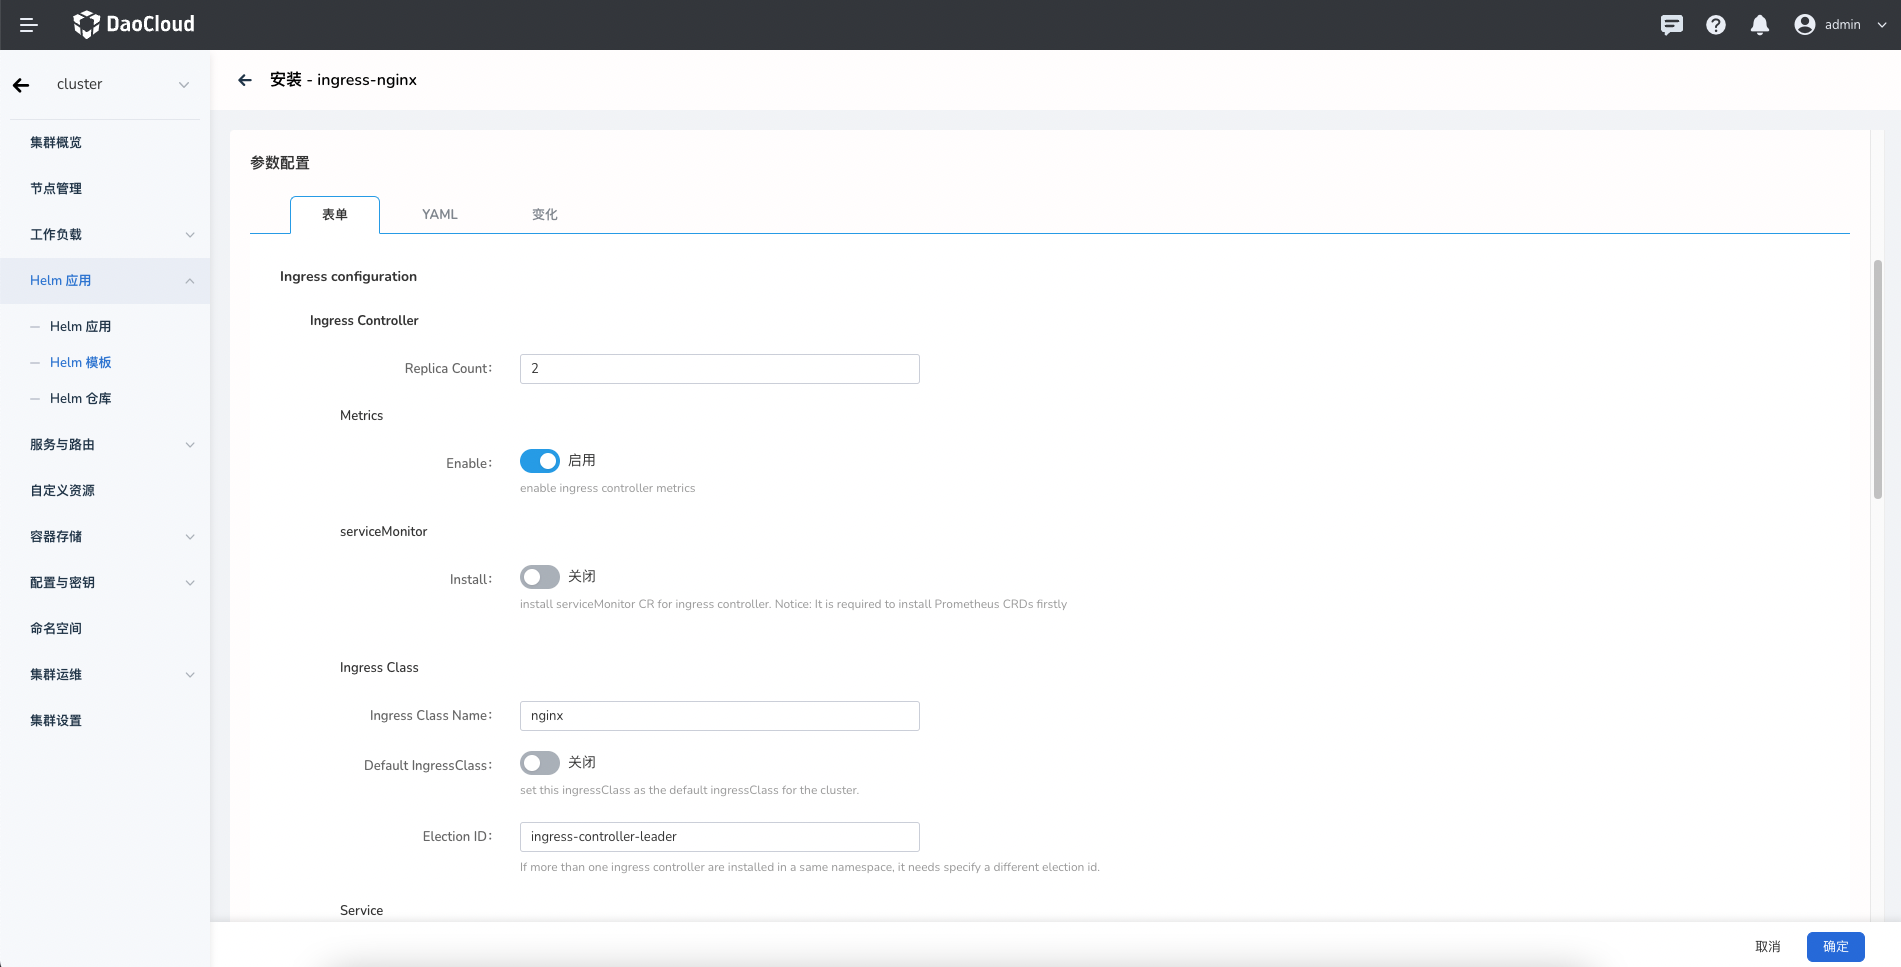 DaoCloud
admin
cluster
集群概览
节点管理
工作负载
Helm 应用
Helm 应用
Helm 模板
Helm 仓库
服务与路由
自定义资源
容器存储
配置与密钥
命名空间
集群运维
集群设置
安装 - ingress-nginx
参数配置
表单 YAML 变化
Ingress configuration
Ingress Controller
Replica Count: 2
Metrics
Enable: 启用
enable ingress controller metrics
serviceMonitor
Install: 关闭
install serviceMonitor CR for ingress controller. Notice: It is required to install Prometheus CRDs firstly
Ingress Class
Ingress Class Name: nginx
Default IngressClass: 关闭
set this ingressClass as the default ingressClass for the cluster.
Election ID: ingress-controller-leader
If more than one ingress controller are installed in a same namespace, it needs specify a different election id.
Service
取消 确定